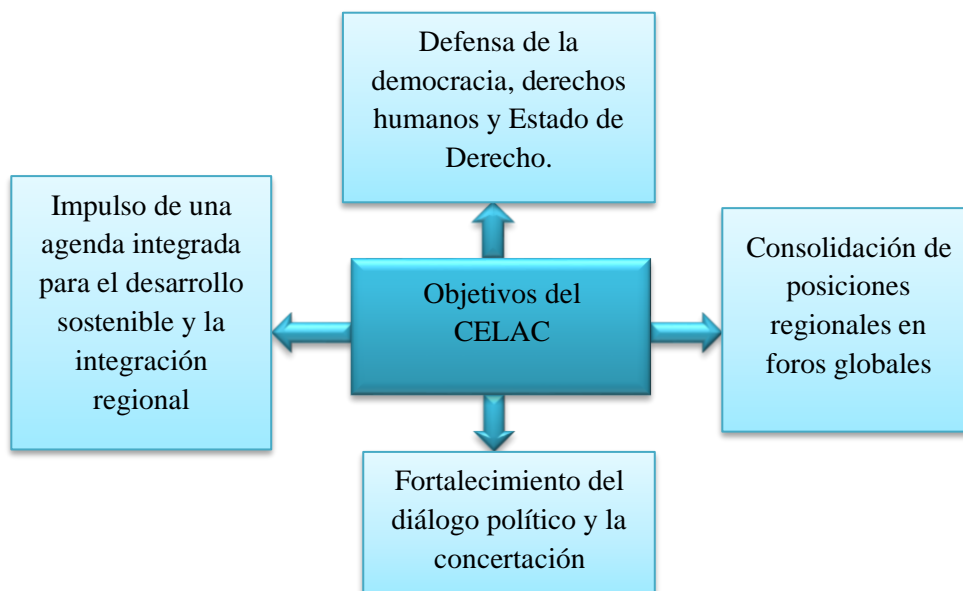 Defensa de la
democracia, derechos
humanos y Estado de
Derecho.
Impulso de una
agenda integrada
para el desarrollo
sostenible y la
integración
regional
Objetivos del
CELAC
Consolidación de
posiciones
regionales en
foros globales
Fortalecimiento del
diálogo político y la
concertación